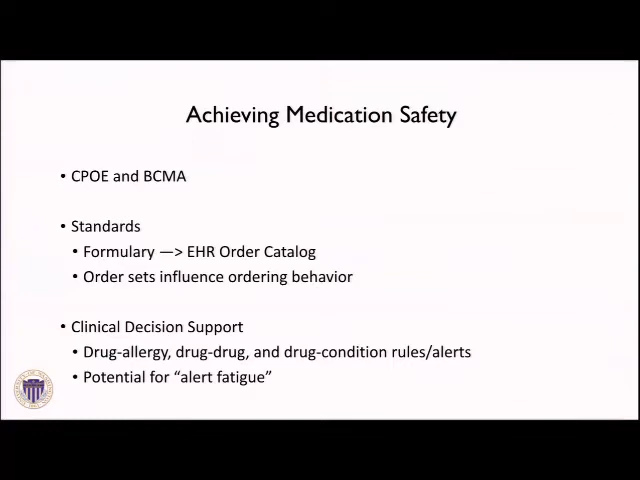 Achieving Medication Safety
• CPOE and BCMA
• Standards
• Formulary —> EHR Order Catalog
• Order sets influence ordering behavior
• Clinical Decision Support
• Drug-allergy, drug-drug, and drug-condition rules/alerts
• Potential for “alert fatigue”